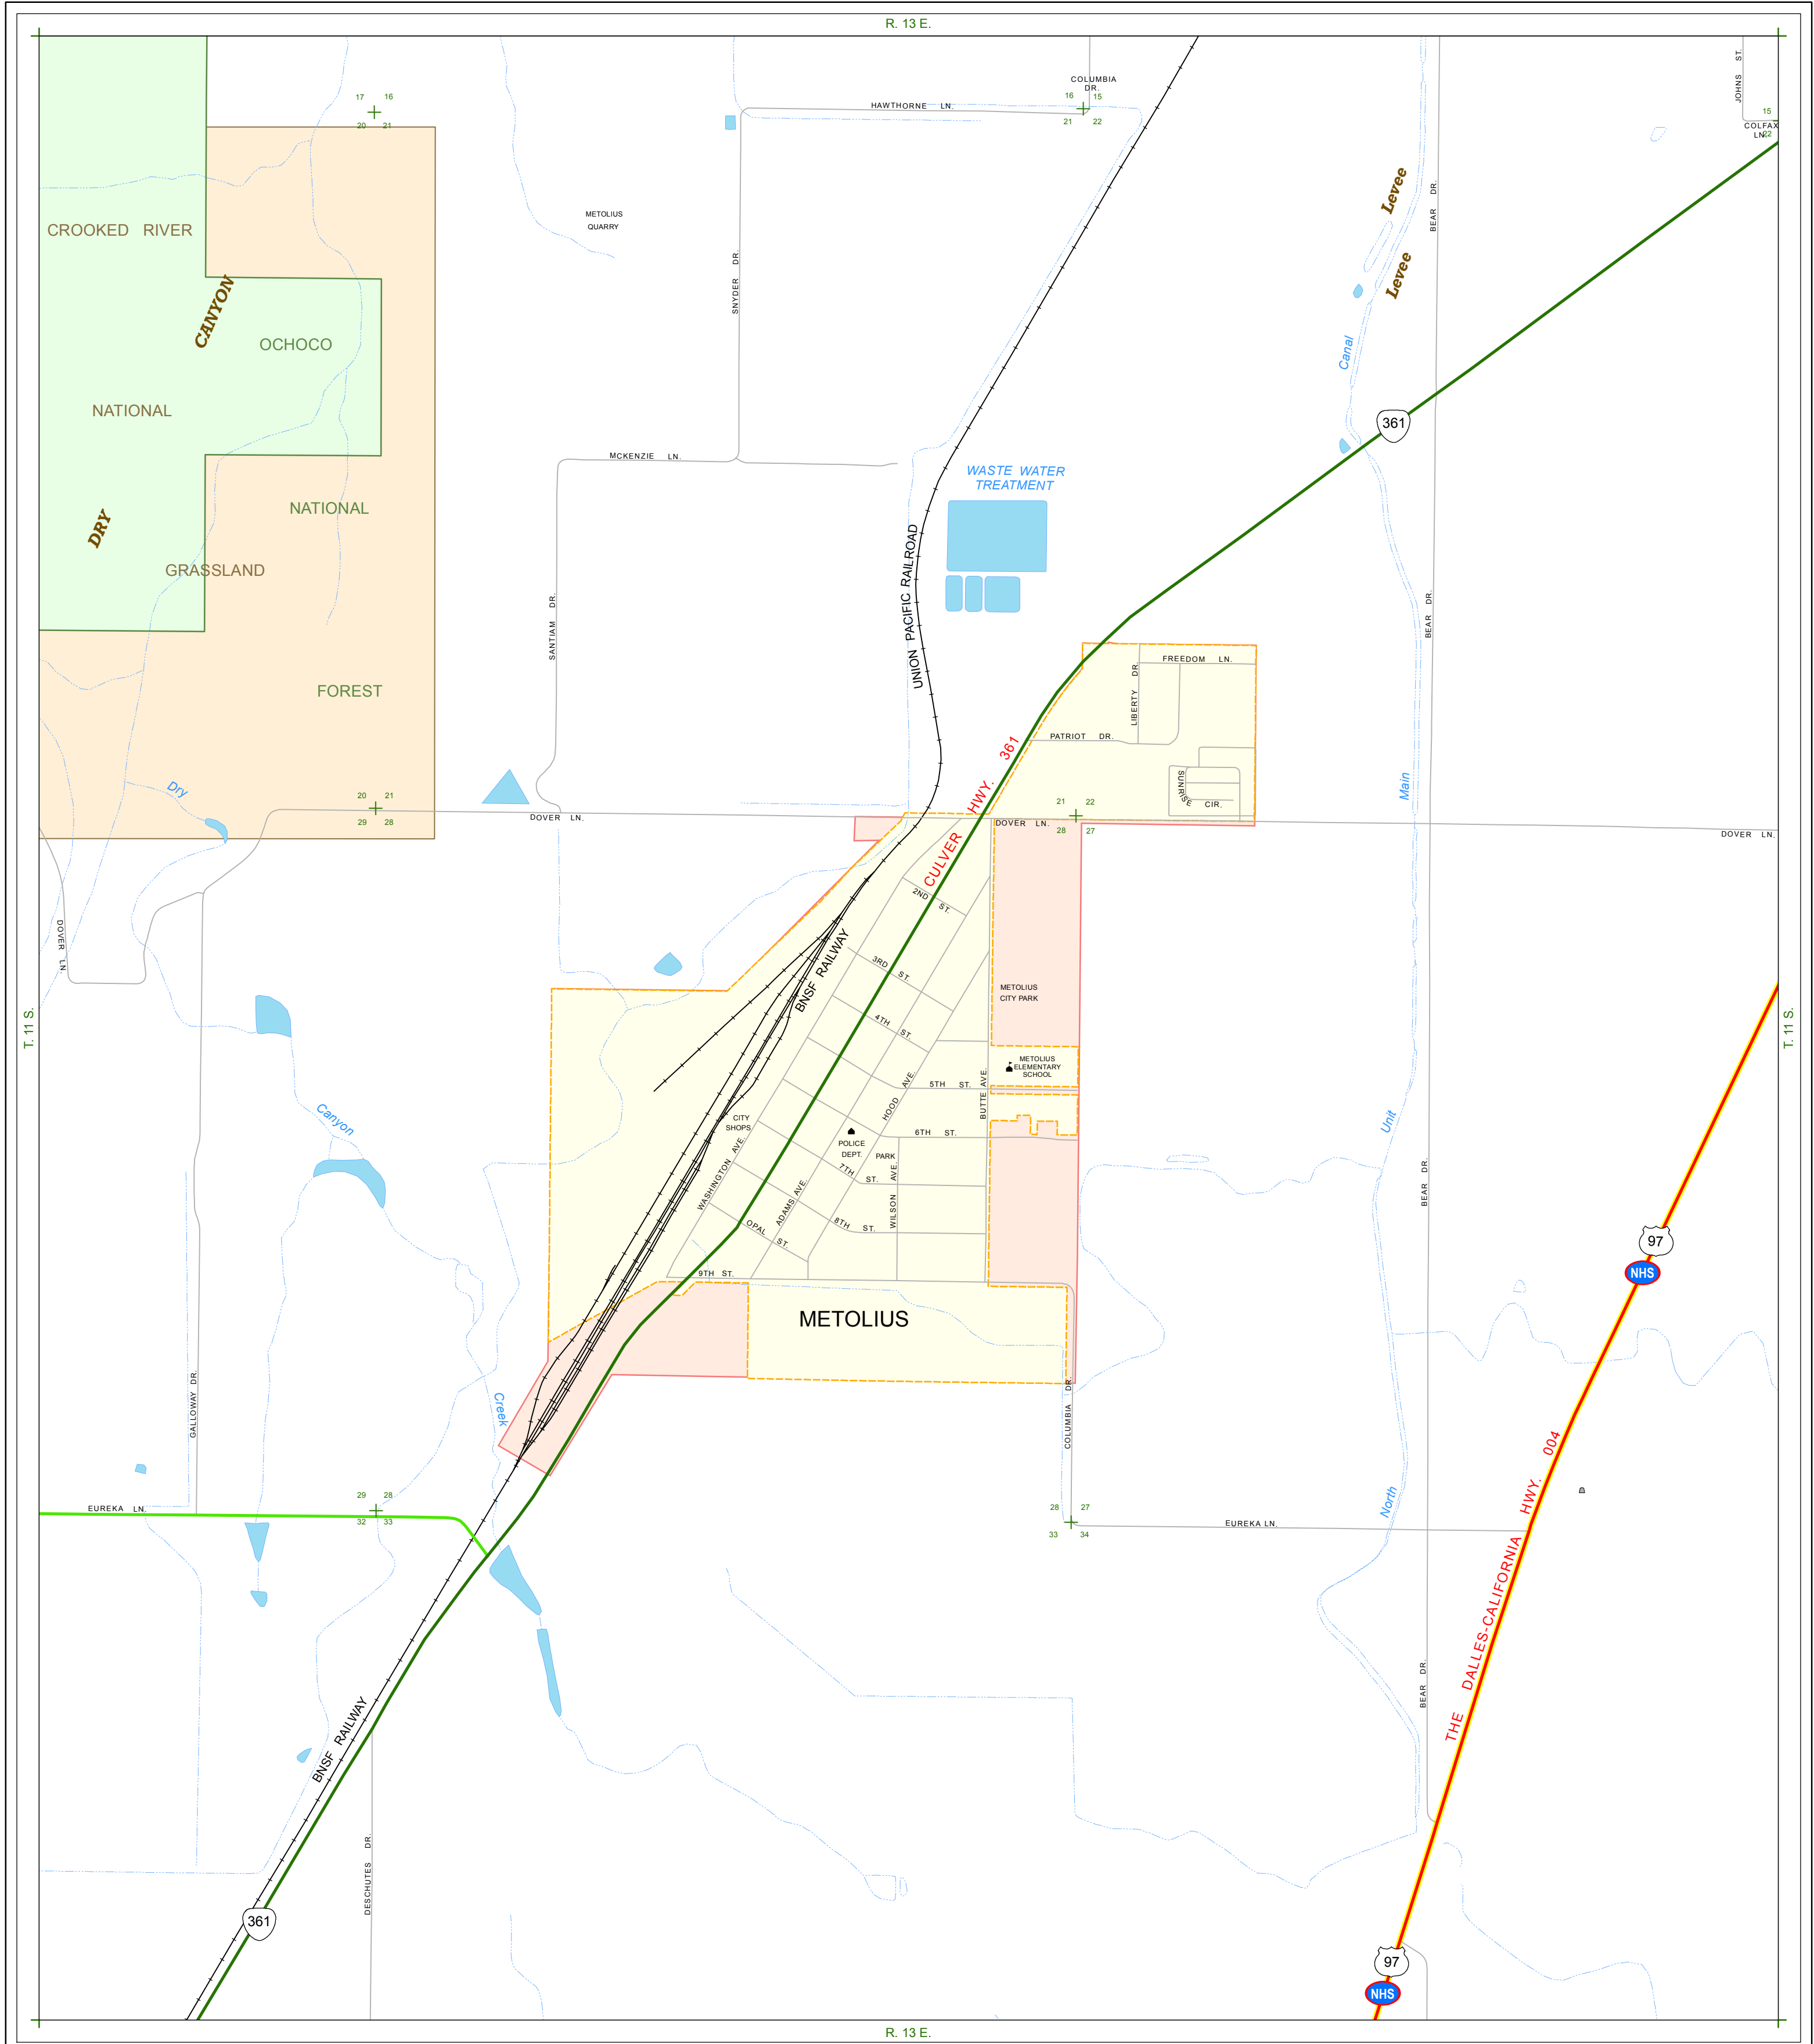 R. 13 E.
COLUMBIA
DR.
17 16
20 21
16 15
21 22
HAWTHORNE LN.
JOHNS ST.
15
COLFAX
LN.
22
Levee
BEAR DR.
METOLIUS
QUARRY
CROOKED RIVER
SNYDER DR.
Levee
CANYON
OCHOCO
Canal
NATIONAL
361
MCKENZIE LN.
WASTE WATER
TREATMENT
NATIONAL
DRY
GRASSLAND
UNION PACIFIC RAILROAD
SANTIAM DR.
BEAR DR.
FREEDOM LN.
LIBERTY DR.
FOREST
PATRIOT DR.
CULVER HWY. 361
SUNRISE CIR.
Main
Dry
20 21
29 28
DOVER LN.
21 22
28 27
DOVER LN.
DOVER LN.
2ND ST.
DOVER LN.
BNSF RAILWAY
3RD ST.
METOLIUS
CITY PARK
T. 11 S.
T. 11 S.
4TH ST.
METOLIUS
ELEMENTARY
SCHOOL
5TH ST.
HOOD AVE.
BUTTE AVE.
Canyon
CITY
SHOPS
POLICE
DEPT.
6TH ST.
Unit
PARK
WASHINGTON AVE.
7TH ST.
ADAMS AVE.
WILSON AVE.
BEAR DR.
OPAL ST.
8TH ST.
97
NHS
9TH ST.
METOLIUS
GALLOWAY DR.
Creek
COLUMBIA DR.
THE DALLES-CALIFORNIA HWY. 004
29 28
32 33
EUREKA LN.
28 27
33 34
EUREKA LN.
North
BEAR DR.
BNSF RAILWAY
DESCHUTES DR.
361
97
NHS
R. 13 E.